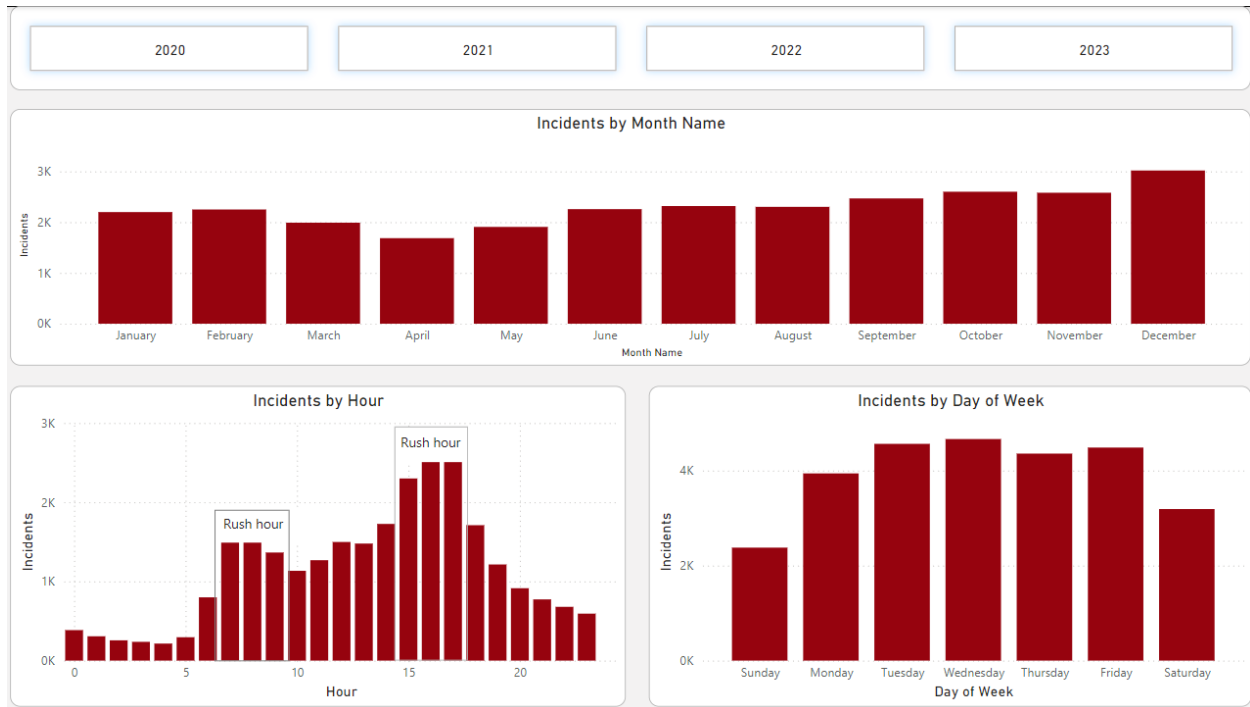 2020 2021 2022 2023
Incidents by Month Name
3K
2K
1K
0K
Incidents
January February March April May June July August September October November December
Month Name
Incidents by Hour
3K
2K
1K
0K
Incidents
Rush hour
Rush hour
0 5 10 15 20
Hour
Incidents by Day of Week
4K
2K
0K
Incidents
Sunday Monday Tuesday Wednesday Thursday Friday Saturday
Day of Week